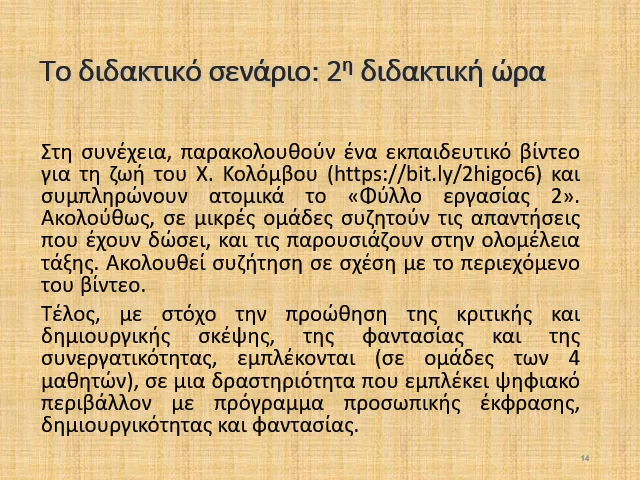 Το διδακτικό σενάριο: 2η διδακτική ώρα
Στη συνέχεια, παρακολουθούν ένα εκπαιδευτικό βίντεο
για τη ζωή του Χ. Κολόμβου (https://bit.ly/2higoc6) και
συμπληρώνουν ατομικά το «Φύλλο εργασίας 2».
Ακολούθως, σε μικρές ομάδες συζητούν τις απαντήσεις
που έχουν δώσει, και τις παρουσιάζουν στην ολομέλεια
τάξης. Ακολουθεί συζήτηση σε σχέση με το περιεχόμενο
του βίντεο.
Τέλος, με στόχο την προώθηση της κριτικής και
δημιουργικής σκέψης, της φαντασίας και της
συνεργατικότητας, εμπλέκονται (σε ομάδες των 4
μαθητών), σε μια δραστηριότητα που εμπλέκει ψηφιακό
περιβάλλον με πρόγραμμα προσωπικής έκφρασης,
δημιουργικότητας και φαντασίας.
14